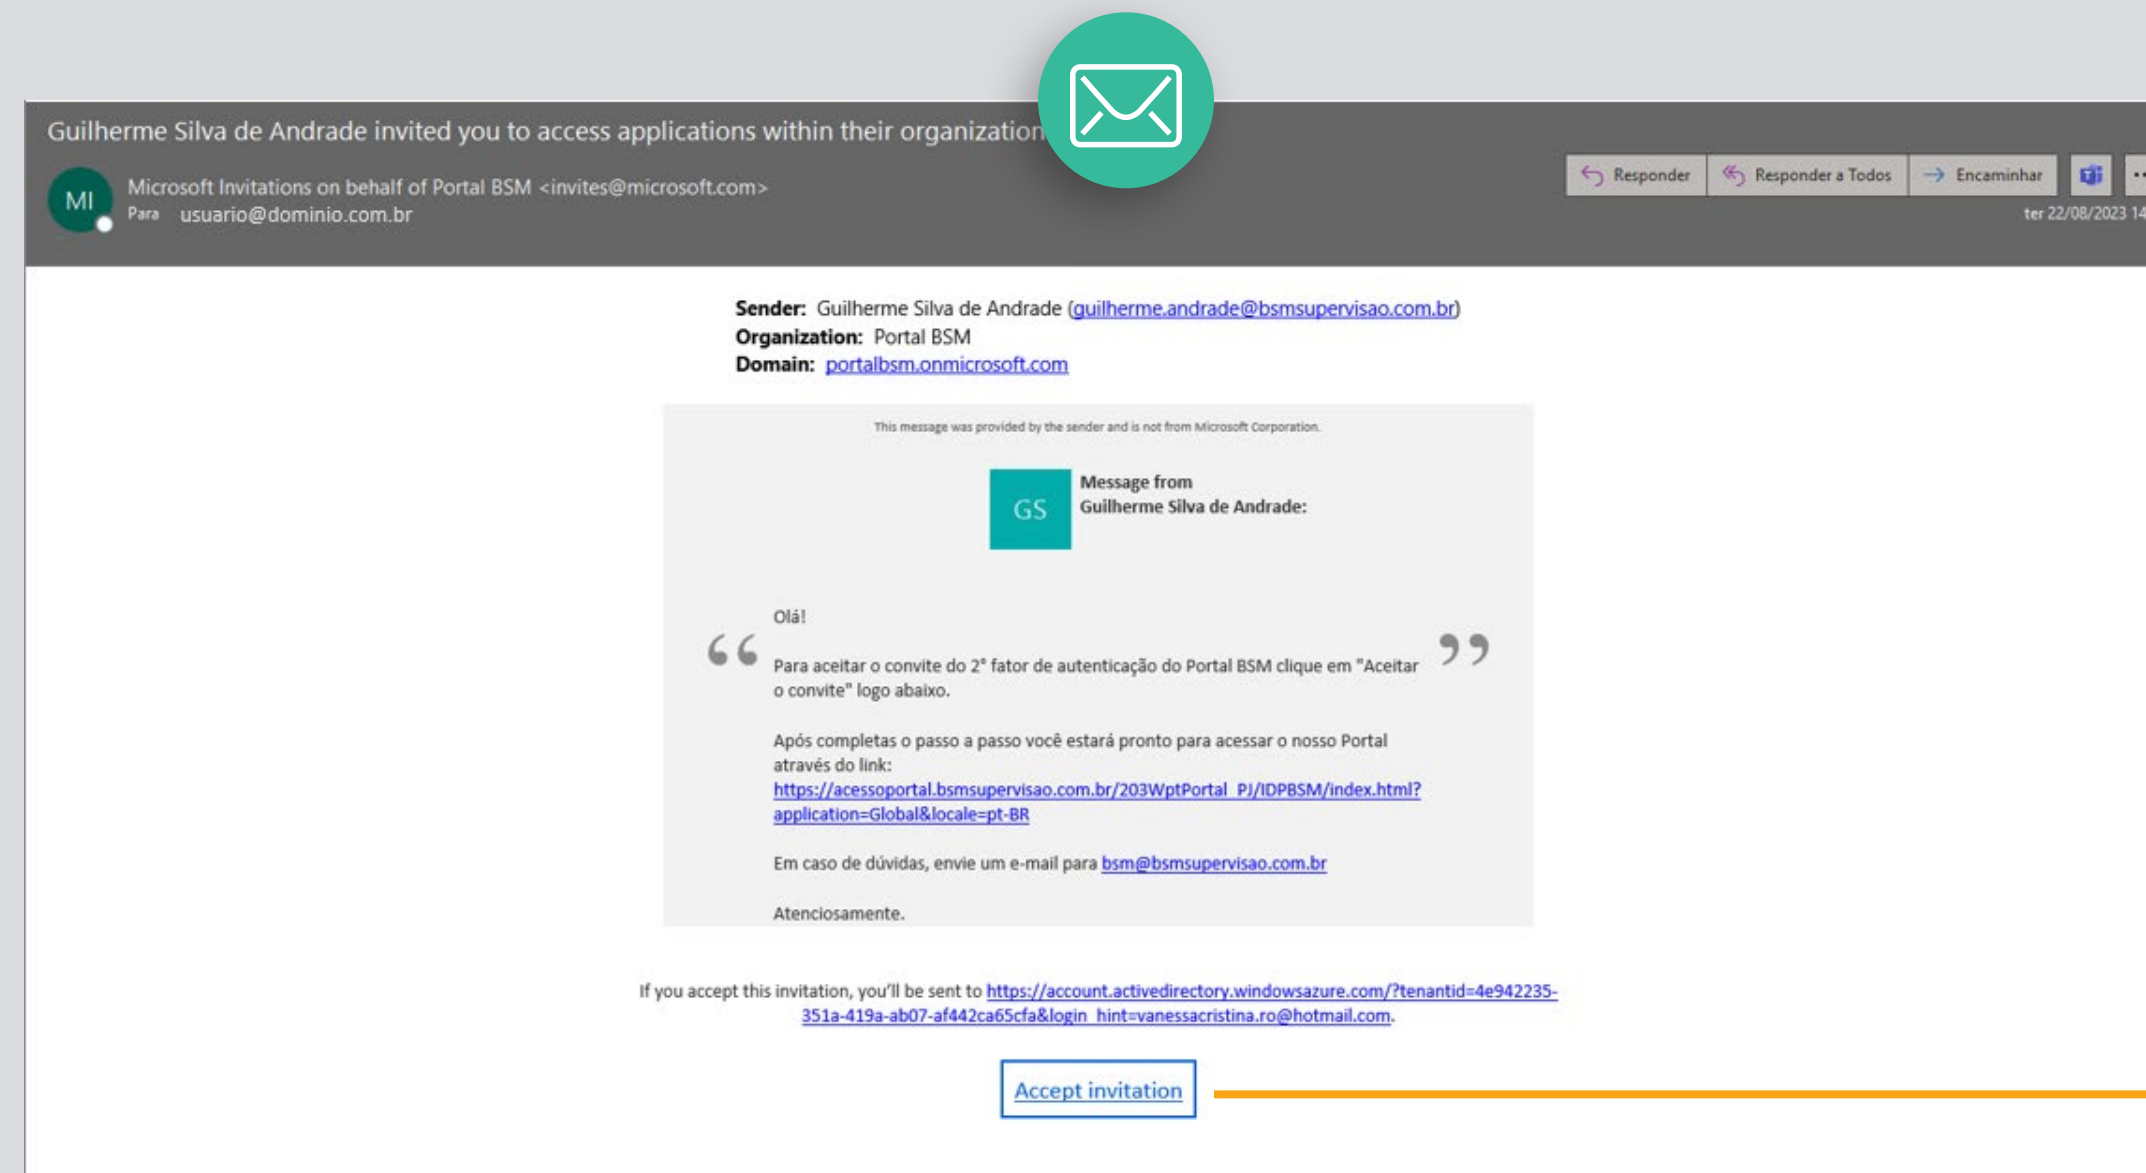 Guilherme Silva de Andrade invited you to access applications within their organization
MI
Microsoft Invitations on behalf of Portal BSM <invites@microsoft.com>
Para usuario@dominio.com.br
Responder
Responder a Todos
Encaminhar
ter 22/08/2023 14
Sender: Guilherme Silva de Andrade (guilherme.andrade@bsmsupervisao.com.br)
Organization: Portal BSM
Domain: portalbsm.onmicrosoft.com
This message was provided by the sender and is not from Microsoft Corporation.
GS
Message from
Guilherme Silva de Andrade:
“
Olá!
Para aceitar o convite do 2° fator de autenticação do Portal BSM clique em "Aceitar
o convite" logo abaixo.
”
Após completas o passo a passo você estará pronto para acessar o nosso Portal
através do link:
https://acessoportal.bsmsupervisao.com.br/203WptPortal_PJ/IDPBSM/index.html?
application=Global&locale=pt-BR
Em caso de dúvidas, envie um e-mail para bsm@bsmsupervisao.com.br
Atenciosamente.
If you accept this invitation, you’ll be sent to https://account.activedirectory.windowsazure.com/?tenantid=4e942235-
351a-419a-ab07-af442ca65cfa&login_hint=vanessacristina.ro@hotmail.com.
Accept invitation